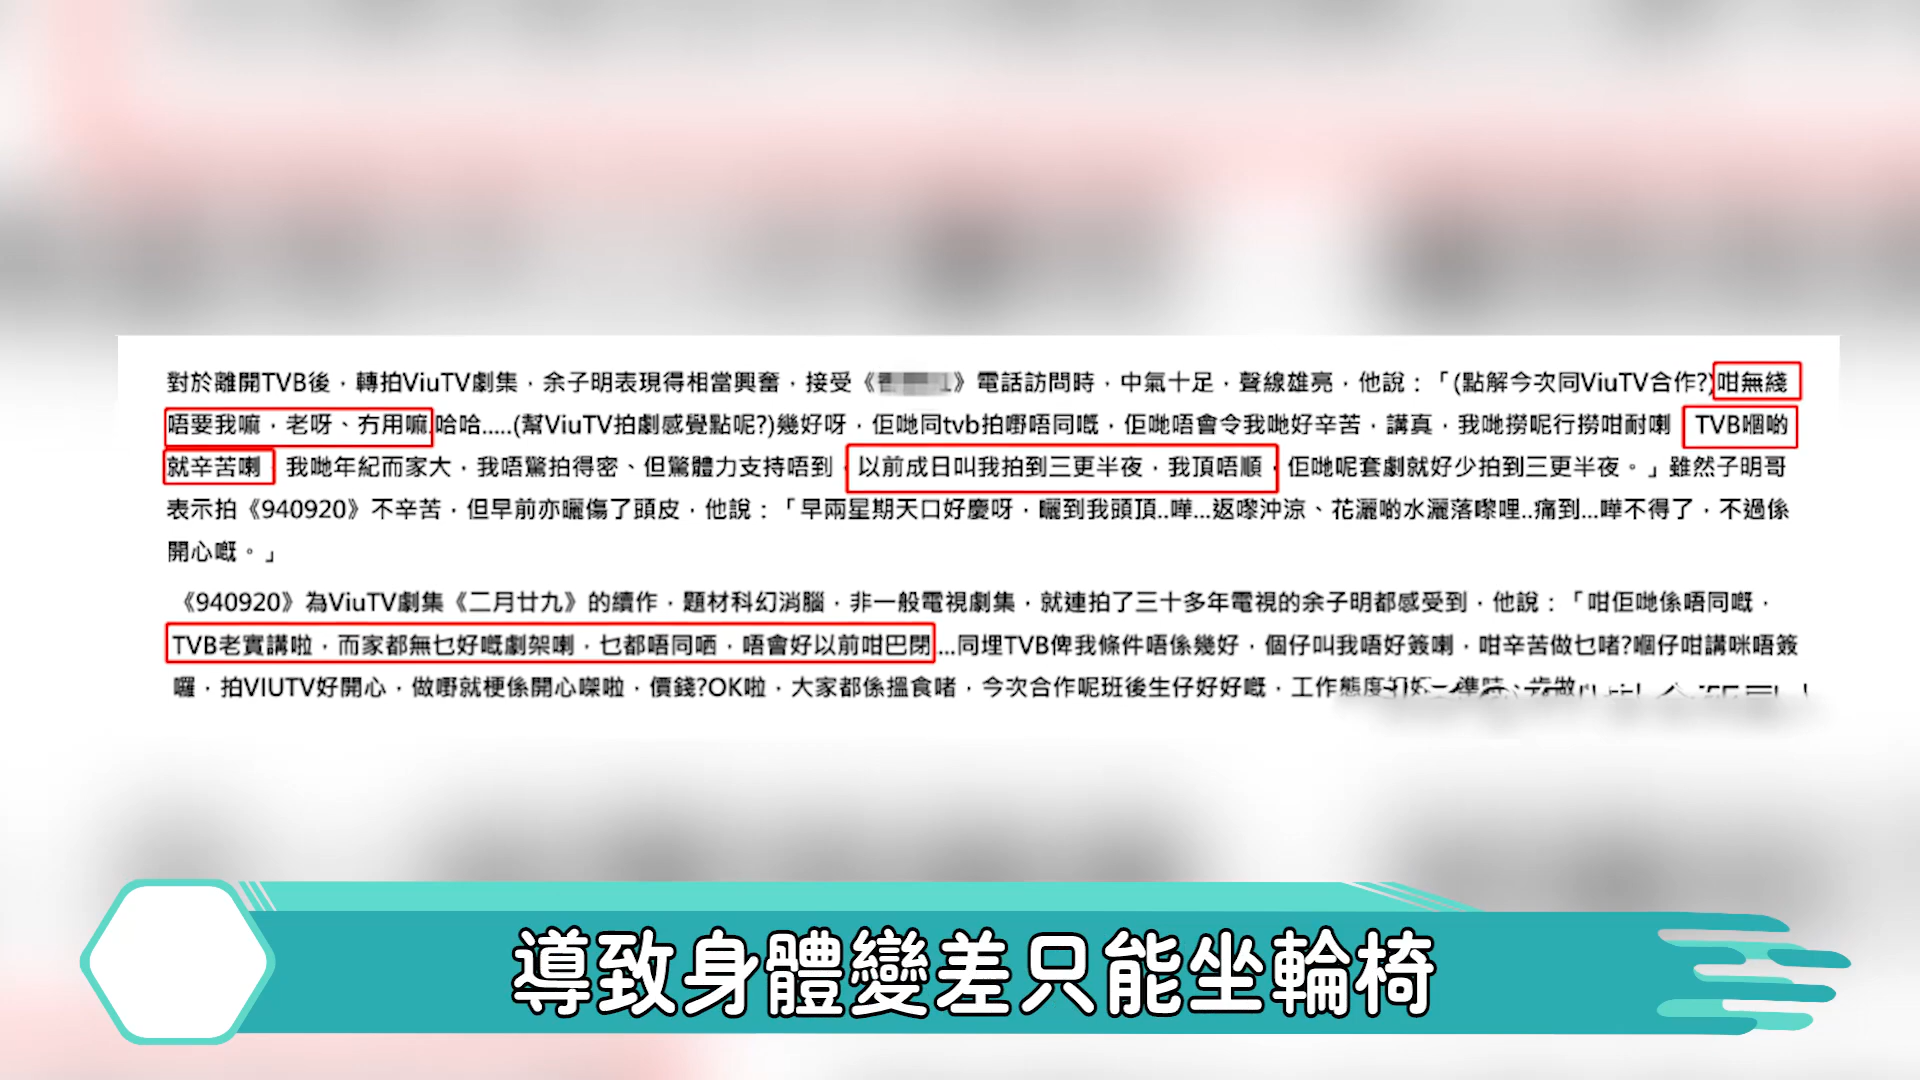 對於離開TVB後，轉拍ViuTV劇集，余子明表現得相當興奮，接受《》電話訪問時，中氣十足，聲線雄亮，他說：「(點解今次同ViuTV合作?)咁無綫
唔要我嘛，老呀、冇用嘛 哈哈.....(幫ViuTV拍劇感覺點呢?)幾好呀，佢哋同tvb拍嘢唔同嘅，佢哋唔會令我哋好辛苦，講真，我哋撈呢行撈咁耐喇 TVB嗰啲
就辛苦喇 我哋年紀而家大，我唔驚拍得密、但驚體力支持唔到，以前成日叫我拍到三更半夜，我頂唔順，佢哋呢套劇就好少拍到三更半夜。」雖然子明哥
表示拍《940920》不辛苦，但早前亦曬傷了頭皮，他說：「早兩星期天口好慶呀，曬到我頭頂..嘩...返嚟沖涼、花灑啲水灑落嚟哩..痛到...嘩不得了，不過係
開心嘅。」
《940920》為ViuTV劇集《二月廿九》的續作，題材科幻消腦，非一般電視劇集，就連拍了三十多年電視的余子明都感受到，他說：「咁佢哋係唔同嘅，
TVB老實講啦，而家都無乜好嘅劇架喇，乜都唔同哂，唔會好以前咁巴閉...同埋TVB俾我條件唔係幾好，個仔叫我唔好簽喇，咁辛苦做乜啫?嗰仔咁講咪唔簽
囉，拍VIUTV好開心，做嘢就梗係開心㗎啦，價錢?OK啦，大家都係搵食啫，今次合作呢班後生仔好好嘅，工作態度
導致身體變差只能坐輪椅